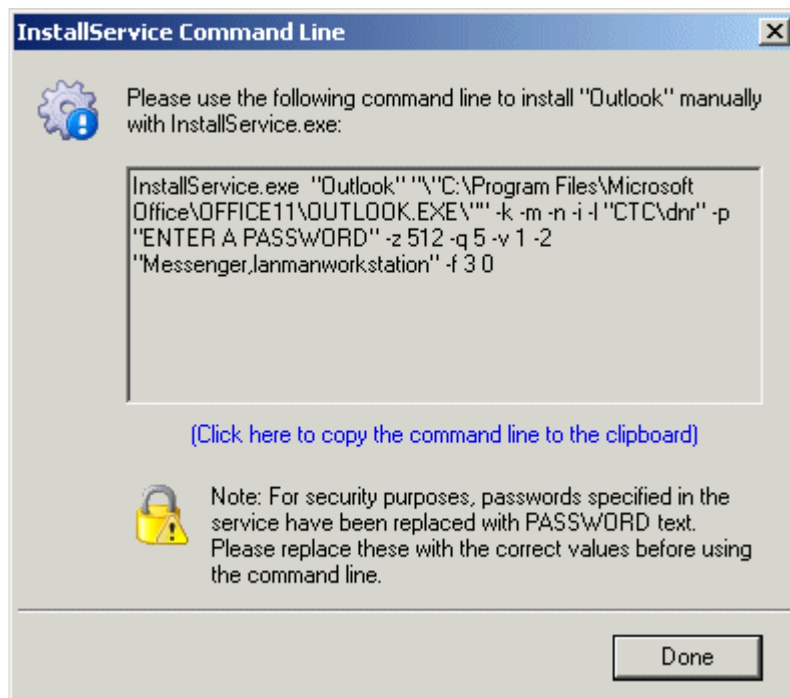 InstallService Command Line
Please use the following command line to install "Outlook" manually
with InstallService.exe:
InstallService.exe "Outlook" "\"C:\Program Files\Microsoft
Office\OFFICE11\OUTLOOK.EXE\"" -k -m -n -i -l "CTC\dnr" -p
"ENTER A PASSWORD" -z 512 -q 5 -v 1 -2
"Messenger,lanmanworkstation" -f 3 0
(Click here to copy the command line to the clipboard)
Note: For security purposes, passwords specified in the
service have been replaced with PASSWORD text.
Please replace these with the correct values before using
the command line.
Done